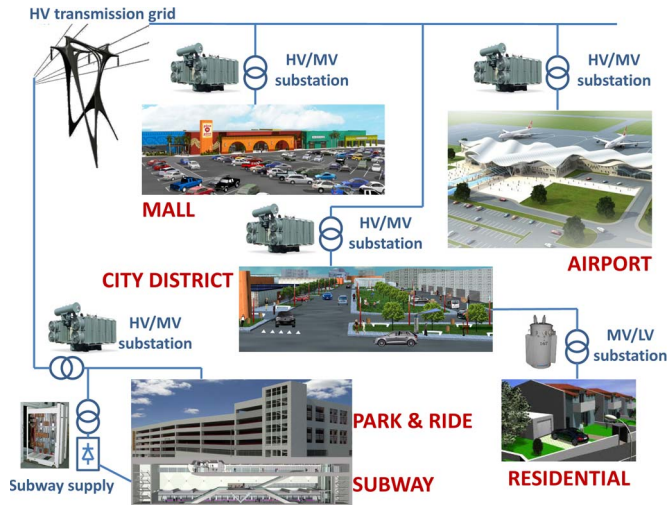 HV transmission grid
HV/MV
substation
HV/MV
substation
MALL
HV/MV
substation
AIRPORT
CITY DISTRICT
HV/MV
substation
MV/LV
substation
PARK & RIDE
Subway supply
SUBWAY
RESIDENTIAL